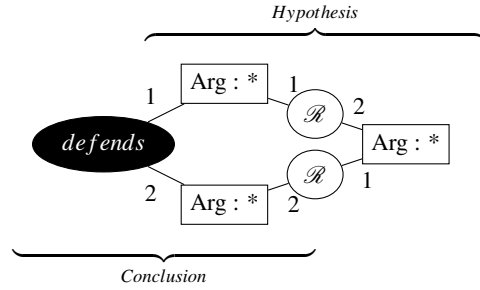 Hypothesis
Arg : *
1
1
ℛ
2
defends
Arg : *
ℛ
2
1
Arg : *
2
Conclusion